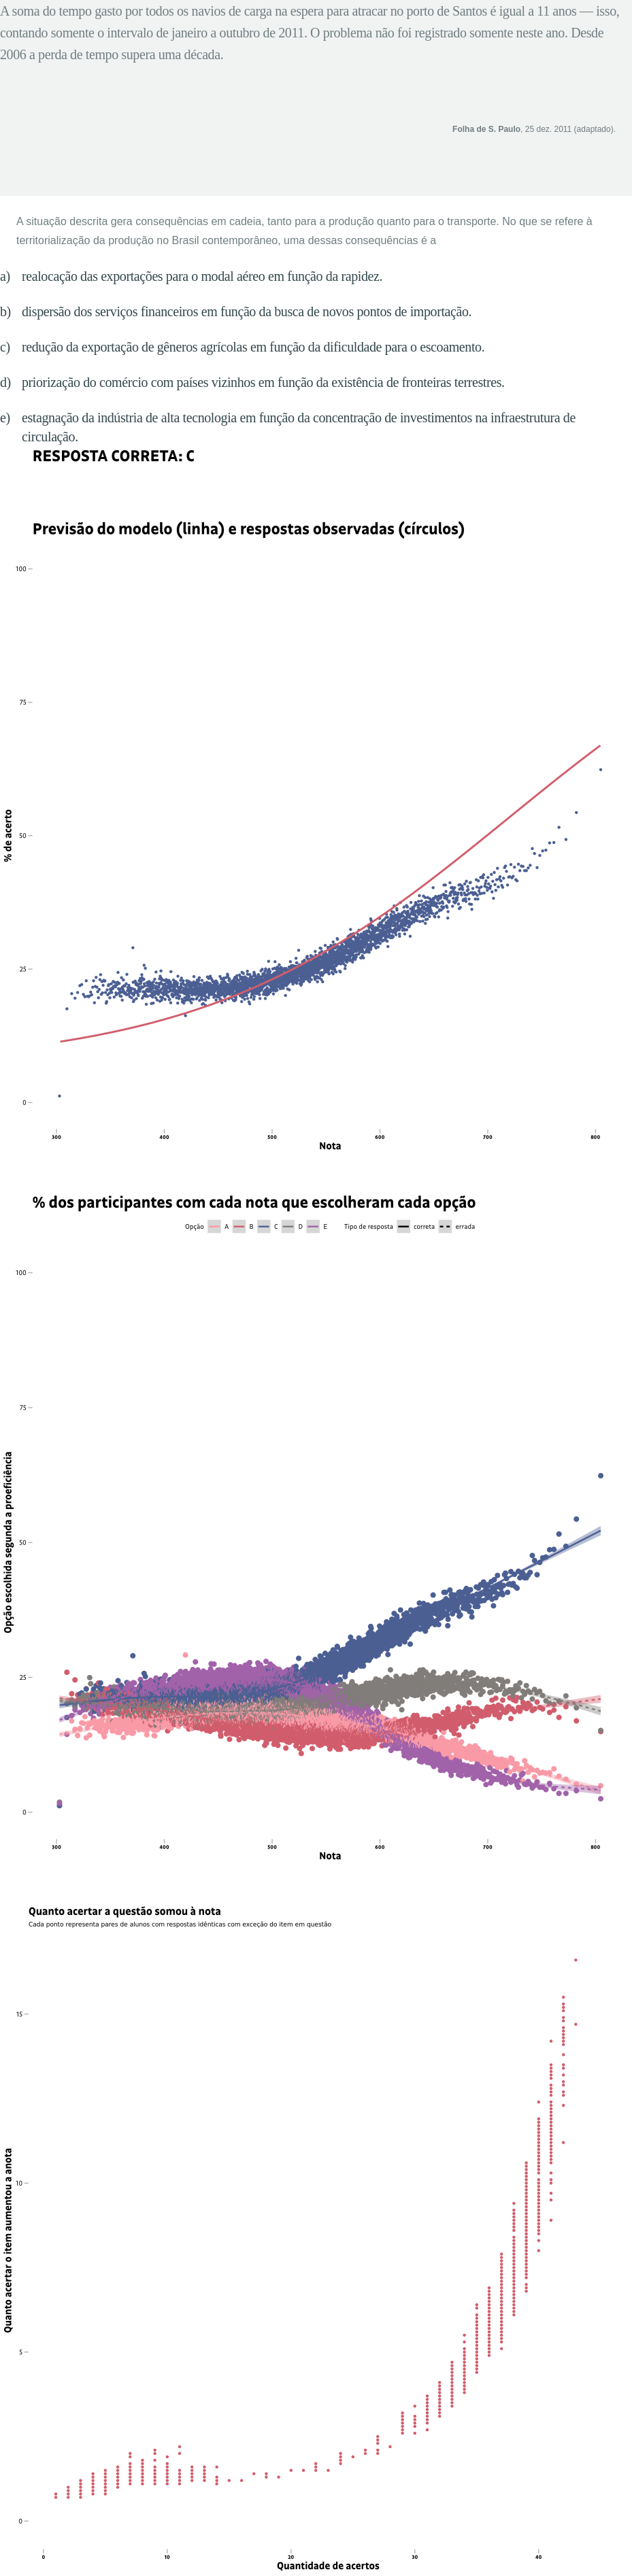 A soma do tempo gasto por todos os navios de carga na espera para atracar no porto de Santos é igual a 11 anos — isso,
contando somente o intervalo de janeiro a outubro de 2011. O problema não foi registrado somente neste ano. Desde
2006 a perda de tempo supera uma década.
Folha de S. Paulo, 25 dez. 2011 (adaptado).
A situação descrita gera consequências em cadeia, tanto para a produção quanto para o transporte. No que se refere à
territorialização da produção no Brasil contemporâneo, uma dessas consequências é a
a) realocação das exportações para o modal aéreo em função da rapidez.
b) dispersão dos serviços financeiros em função da busca de novos pontos de importação.
c) redução da exportação de gêneros agrícolas em função da dificuldade para o escoamento.
d) priorização do comércio com países vizinhos em função da existência de fronteiras terrestres.
e) estagnação da indústria de alta tecnologia em função da concentração de investimentos na infraestrutura de
circulação.
RESPOSTA CORRETA: C
Previsão do modelo (linha) e respostas observadas (círculos)
100
75
% de acerto
50
25
0
300 400 500 600 700 800
Nota
% dos participantes com cada nota que escolheram cada opção
Opção A B C D E Tipo de resposta correta errada
100
75
Opção escolhida segunda a proeficiência
50
25
0
300 400 500 600 700 800
Nota
Quanto acertar a questão somou à nota
Cada ponto representa pares de alunos com respostas idênticas com exceção do item em questão
15
Quanto acertar o item aumentou a anota
10
5
0
0 10 20 30 40
Quantidade de acertos